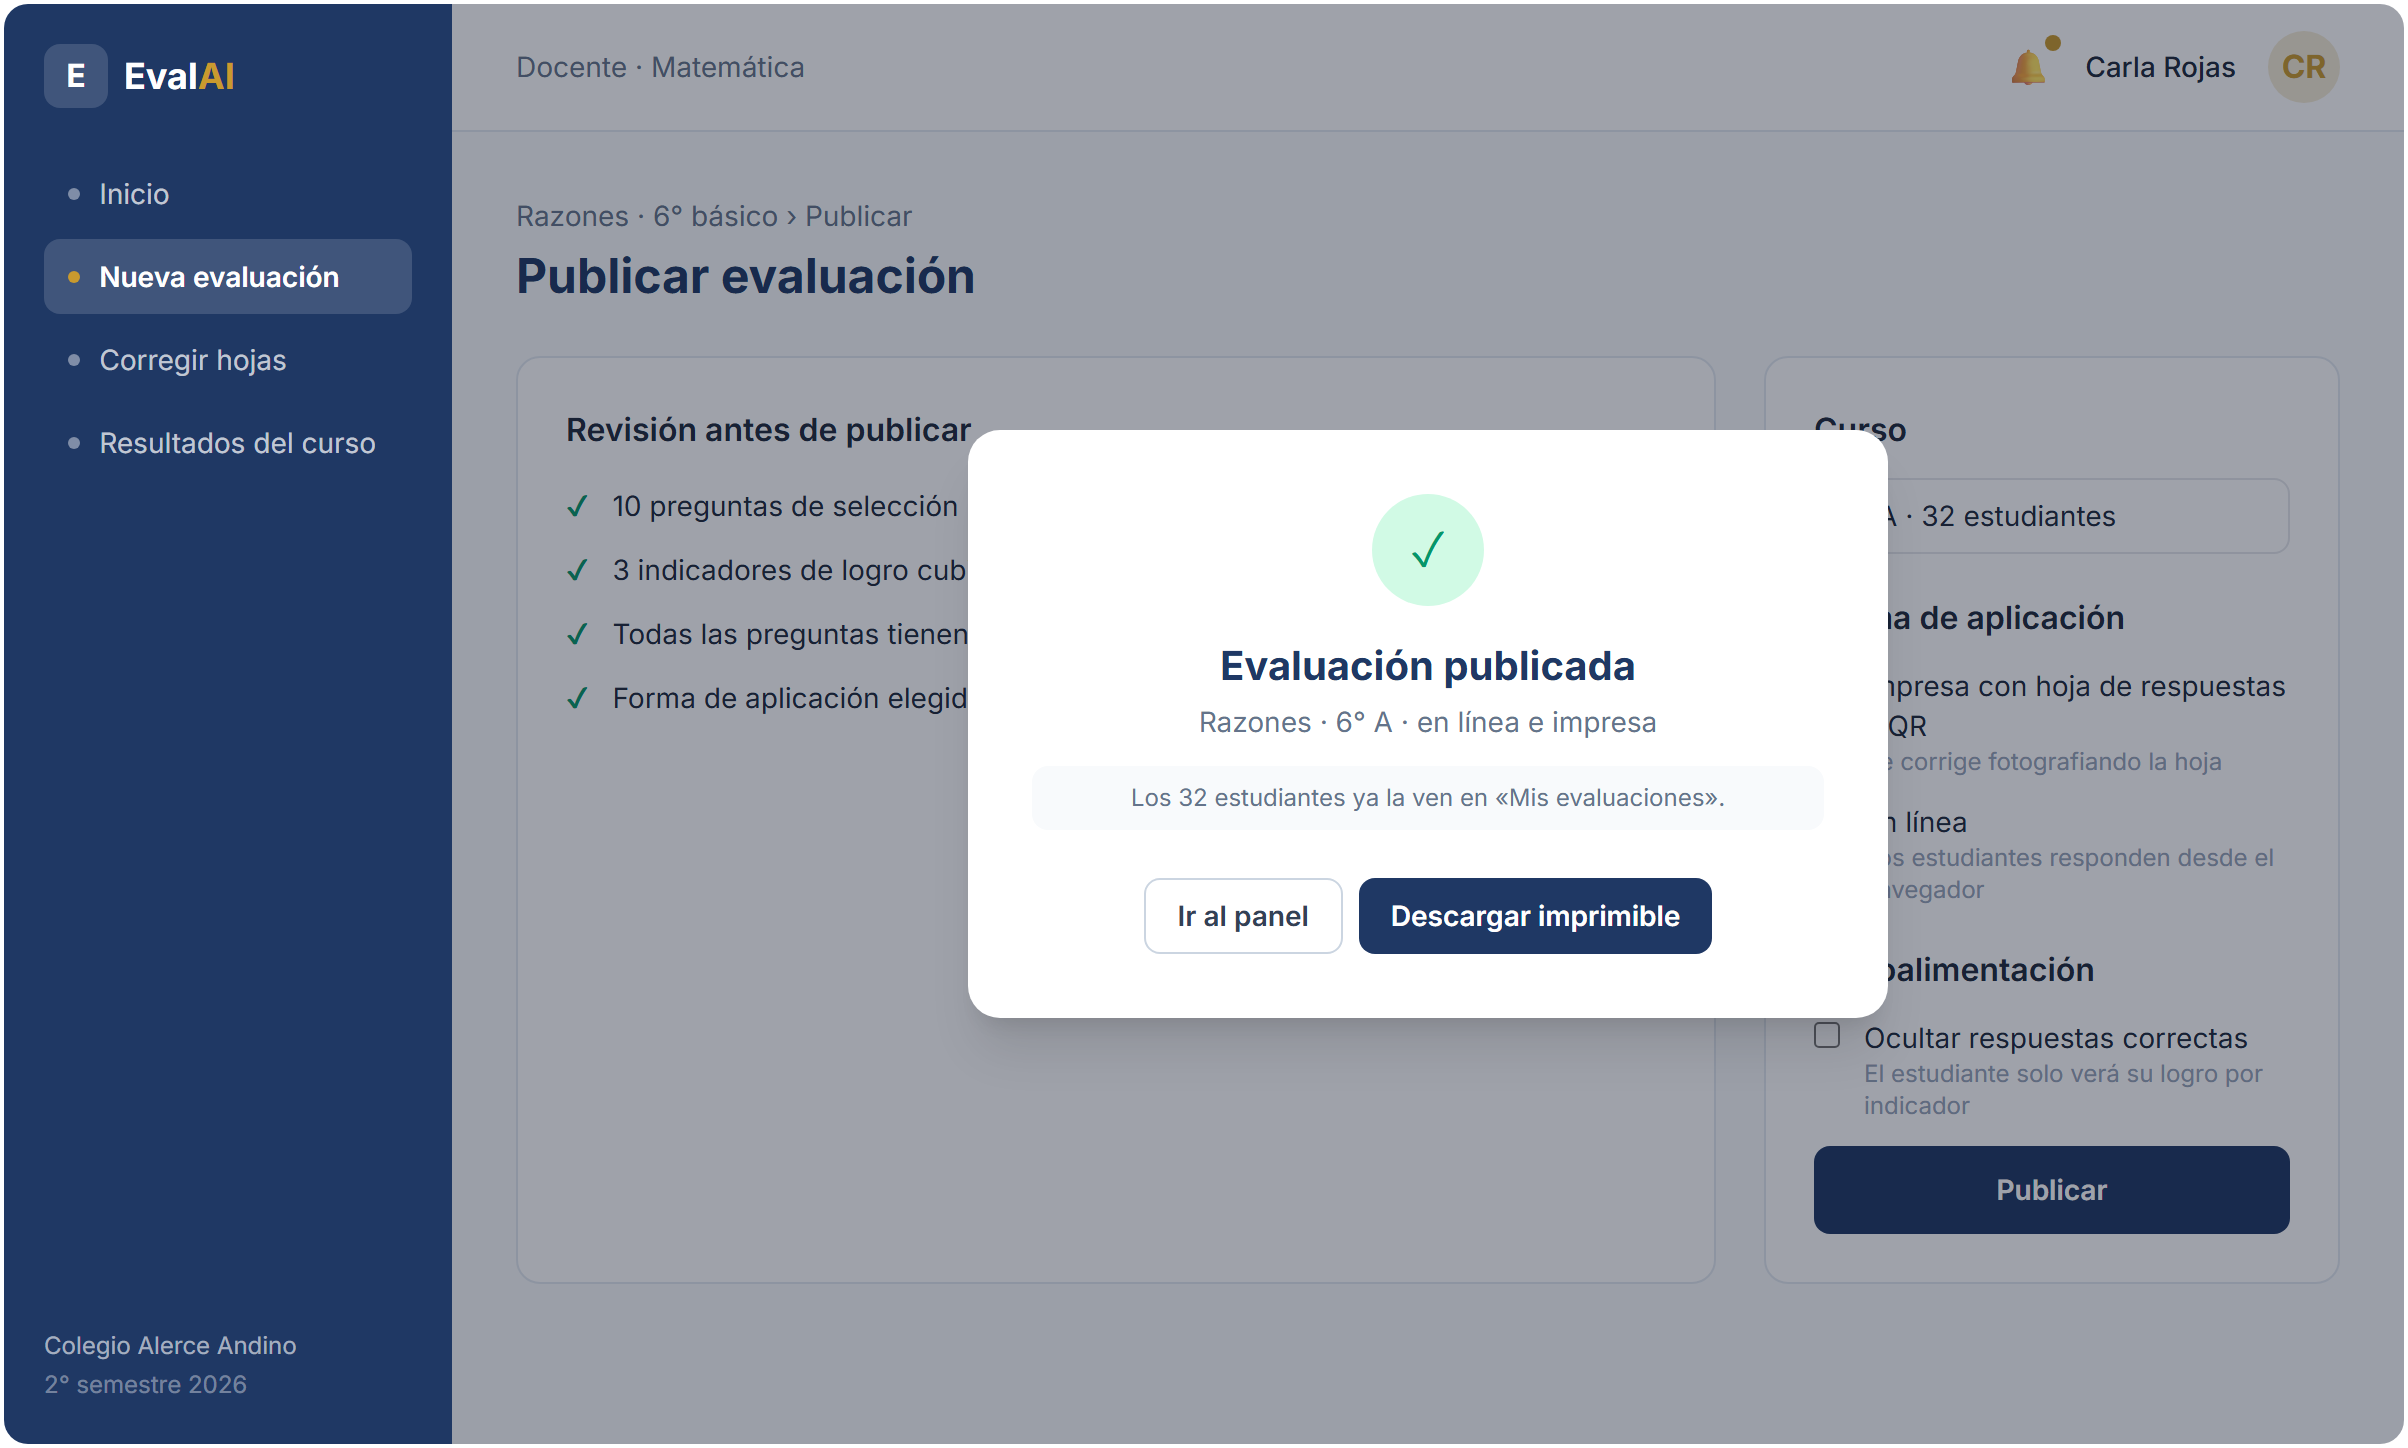 E
EvalAI
Inicio
Nueva evaluación
Corregir hojas
Resultados del curso
Colegio Alerce Andino
2° semestre 2026
Docente · Matemática
Carla Rojas
CR
Razones · 6° básico › Publicar
Publicar evaluación
Revisión antes de publicar
✓ 10 preguntas de selección
✓ 3 indicadores de logro
✓ Todas las preguntas tienen
✓ Forma de aplicación
Curso
A · 32 estudiantes
de aplicación
con hoja de respuestas
QR
corrige fotografiando la hoja
línea
estudiantes responden desde el
Ocultar respuestas correctas
El estudiante solo verá su logro por
indicador
Publicar
✓
Evaluación publicada
Razones · 6° A · en línea e impresa
Los 32 estudiantes ya la ven en «Mis evaluaciones».
Ir al panel
Descargar imprimible